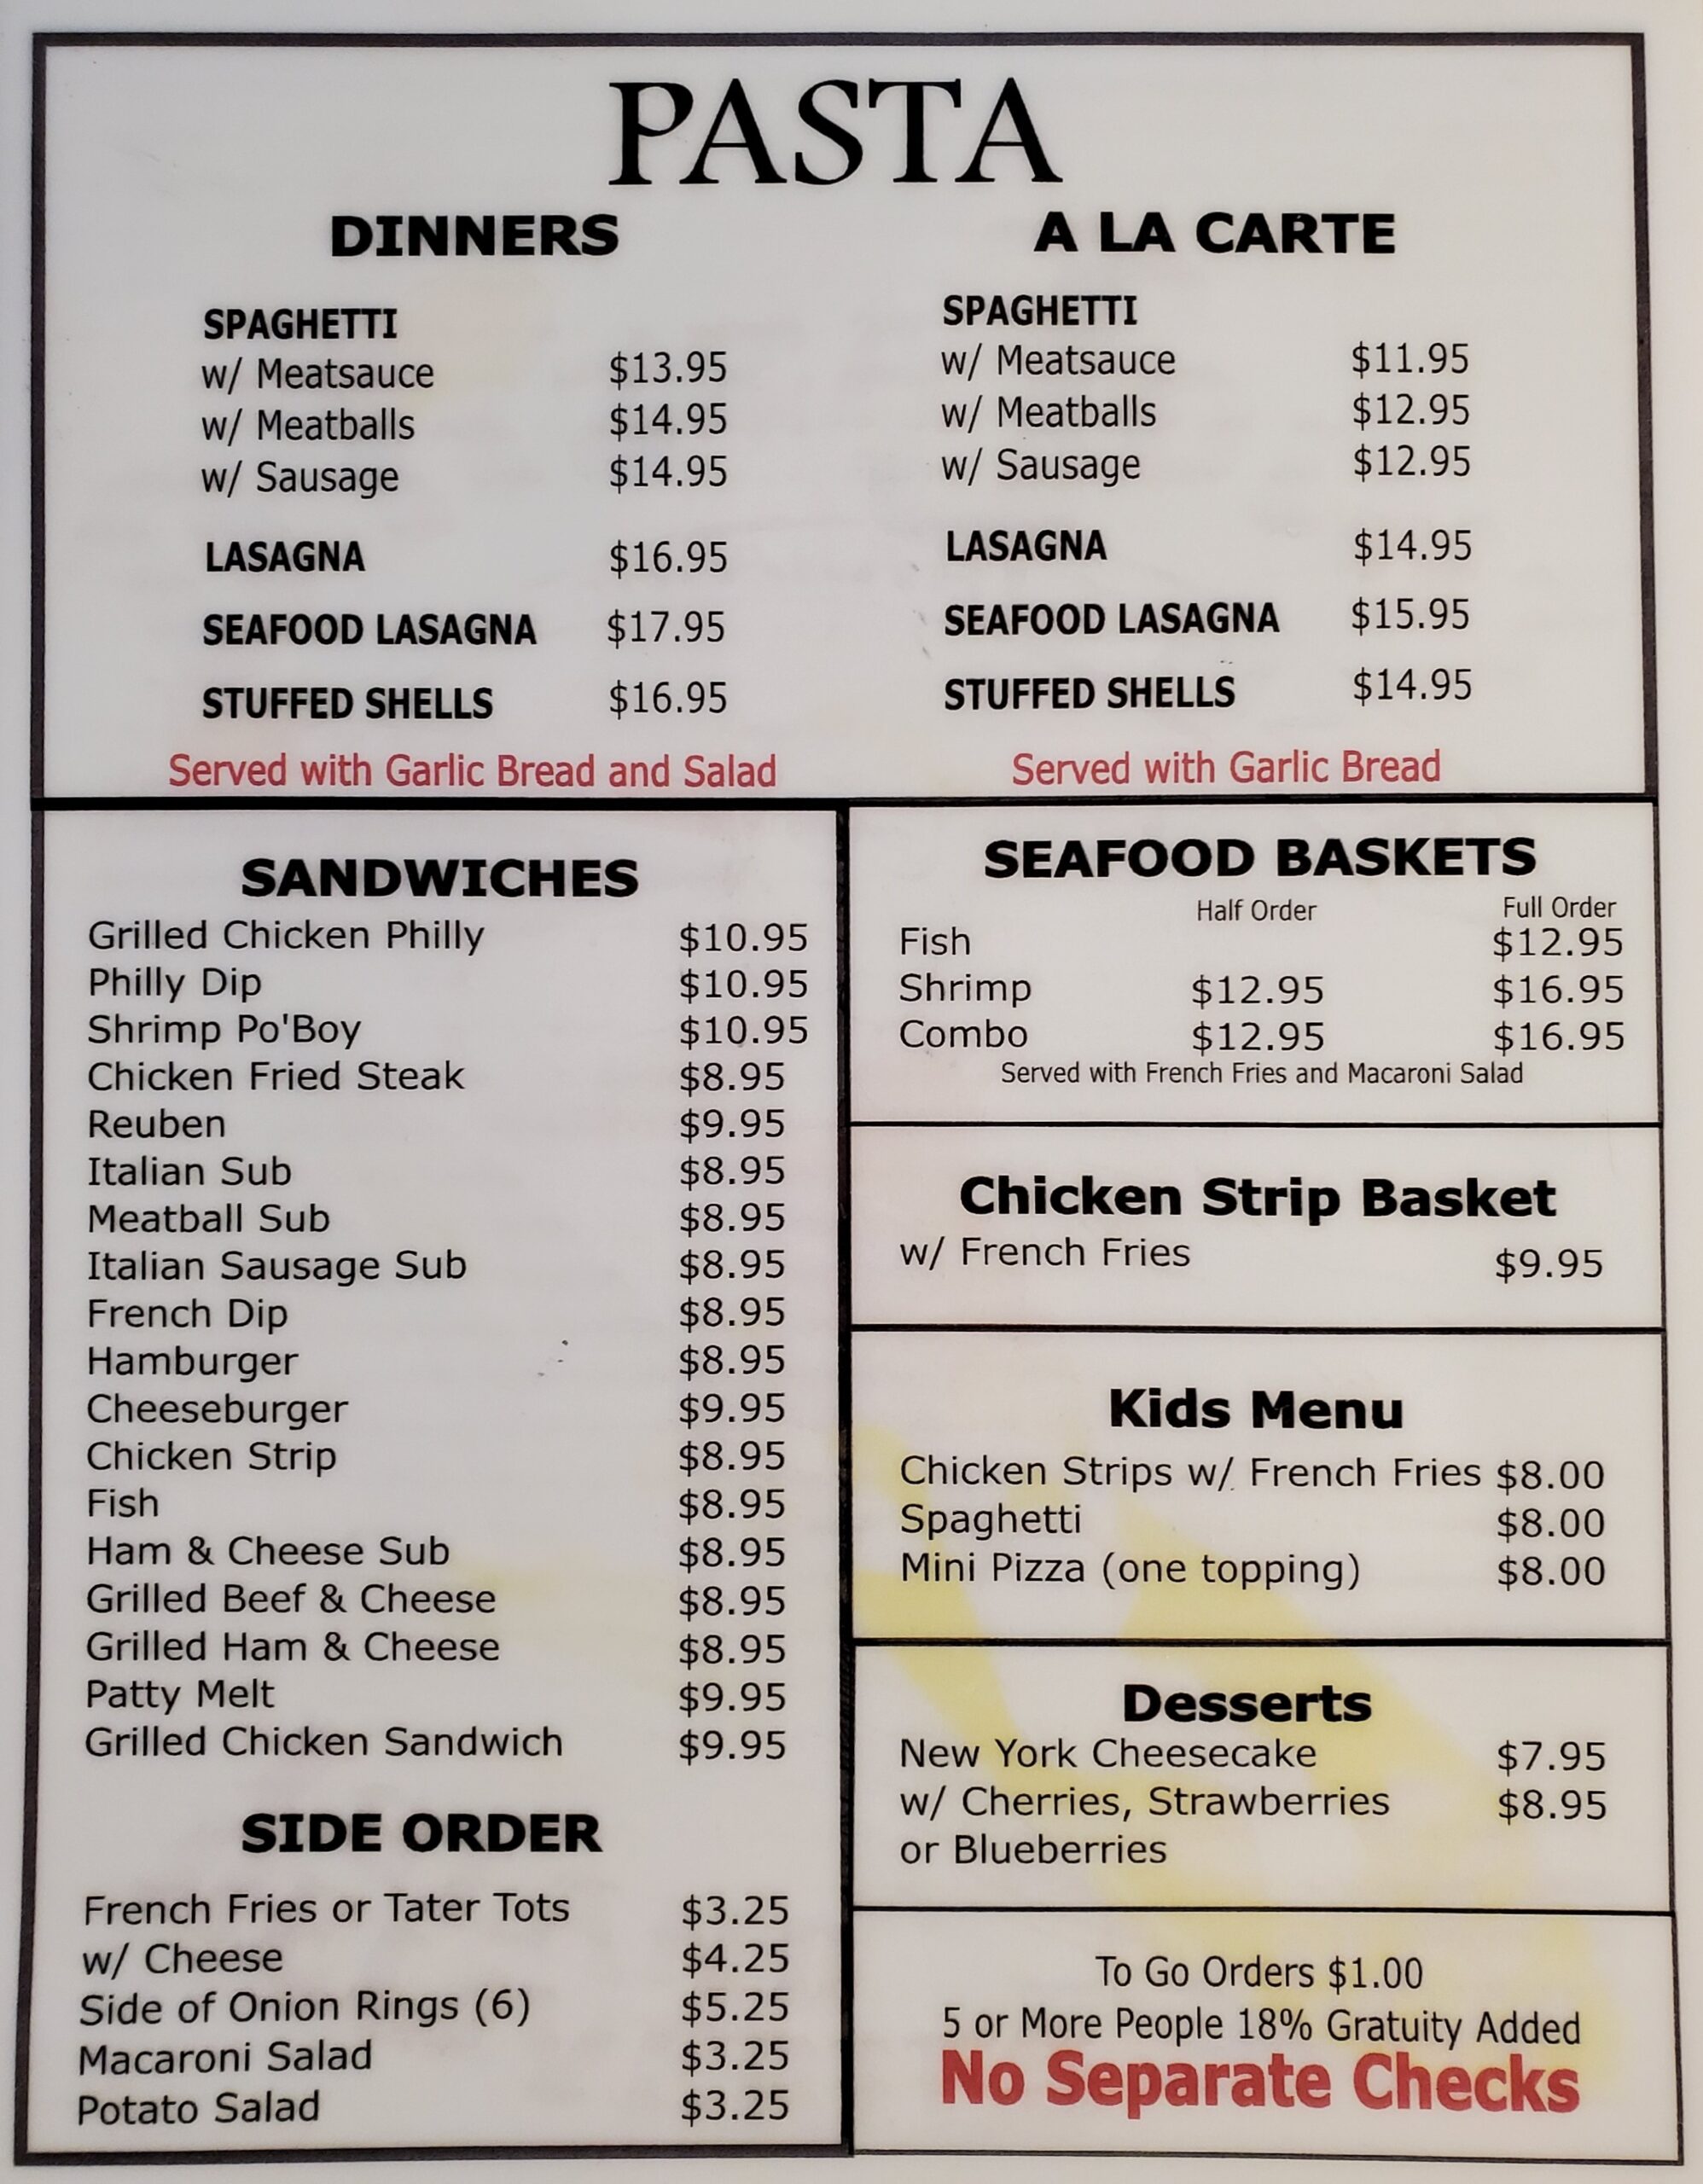 PASTA
DINNERS
SPAGHETTI
w/ Meatsauce $13.95
w/ Meatballs $14.95
w/ Sausage $14.95
LASAGNA $16.95
SEAFOOD LASAGNA $17.95
STUFFED SHELLS $16.95
Served with Garlic Bread and Salad
A LA CARTE
SPAGHETTI
w/ Meatsauce $11.95
w/ Meatballs $12.95
w/ Sausage $12.95
LASAGNA $14.95
SEAFOOD LASAGNA $15.95
STUFFED SHELLS $14.95
Served with Garlic Bread
SANDWICHES
Grilled Chicken Philly $10.95
Philly Dip $10.95
Shrimp Po'Boy $10.95
Chicken Fried Steak $8.95
Reuben $9.95
Italian Sub $8.95
Meatball Sub $8.95
Italian Sausage Sub $8.95
French Dip $8.95
Hamburger $8.95
Cheeseburger $9.95
Chicken Strip $8.95
Fish $8.95
Ham & Cheese Sub $8.95
Grilled Beef & Cheese $8.95
Grilled Ham & Cheese $8.95
Patty Melt $9.95
Grilled Chicken Sandwich $9.95
SIDE ORDER
French Fries or Tater Tots $3.25
w/ Cheese $4.25
Side of Onion Rings (6) $5.25
Macaroni Salad $3.25
Potato Salad $3.25
SEAFOOD BASKETS
Half Order Full Order
Fish $12.95
Shrimp $12.95 $16.95
Combo $12.95 $16.95
Served with French Fries and Macaroni Salad
Chicken Strip Basket
w/ French Fries $9.95
Kids Menu
Chicken Strips w/ French Fries $8.00
Spaghetti $8.00
Mini Pizza (one topping) $8.00
Desserts
New York Cheesecake $7.95
w/ Cherries, Strawberries $8.95
or Blueberries
To Go Orders $1.00
5 or More People 18% Gratuity Added
No Separate Checks